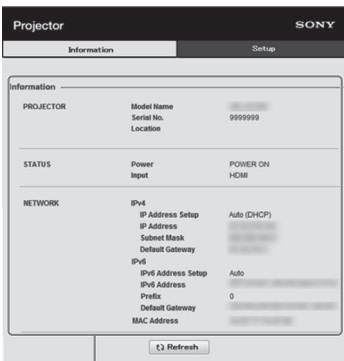 Projector SONY
Information Setup
Information
PROJECTOR Model Name
Serial No. 9999999
Location
STATUS Power POWER ON
Input HDMI
NETWORK IPv4
IP Address Setup Auto (DHCP)
IP Address
Subnet Mask
Default Gateway
IPv6
IPv6 Address Setup Auto
IPv6 Address
Prefix 0
Default Gateway
MAC Address
Refresh